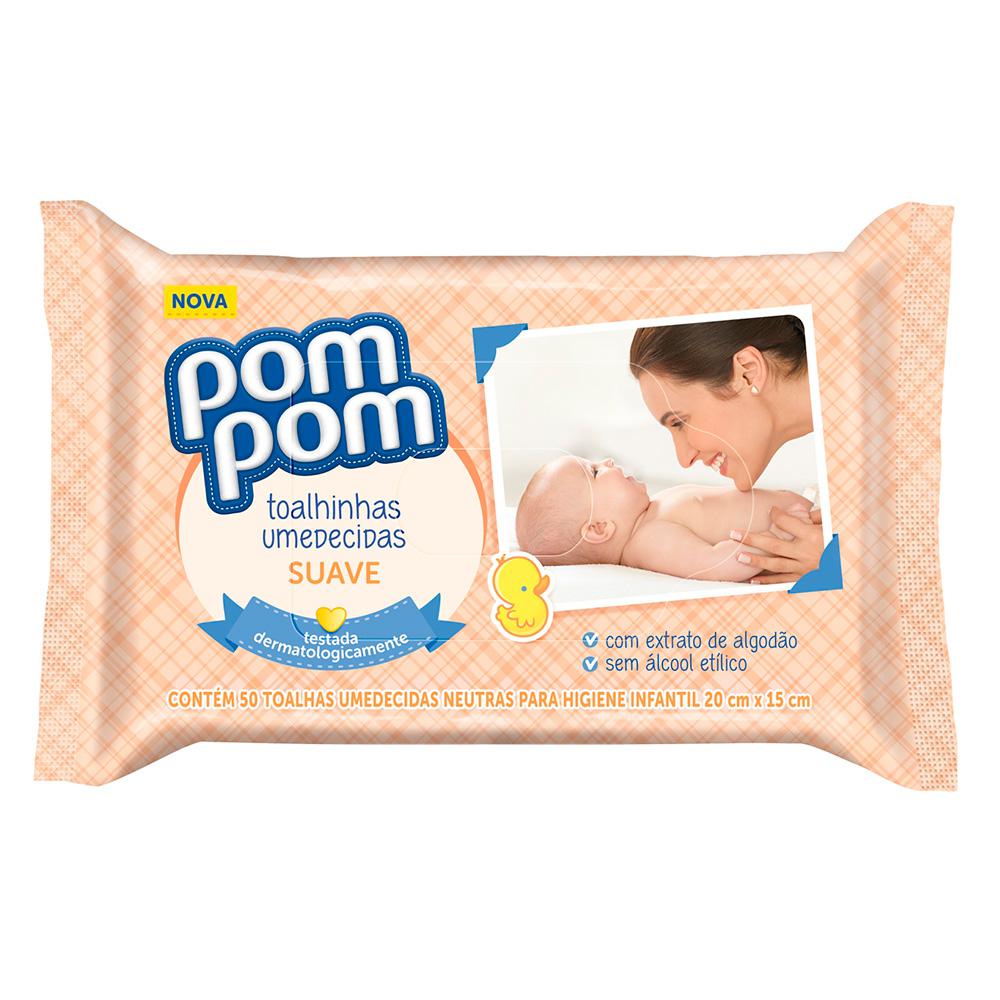 NOVA
pom
pom
toalhinhas
umedecidas
SUAVE
testada
dermatologicamente
com extrato de algodão
sem álcool etílico
CONTÉM 50 TOALHAS UMEDECIDAS NEUTRAS PARA HIGIENE INFANTIL 20 cm x 15 cm